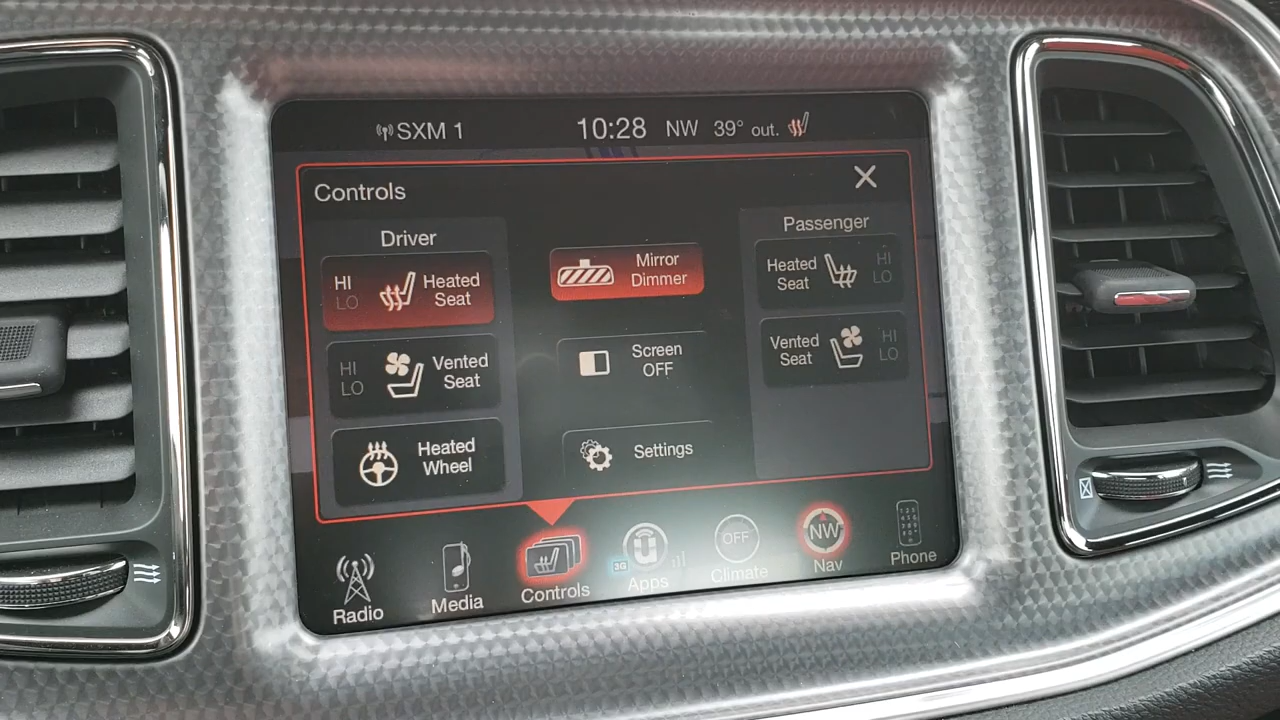 SXM 1
10:28 NW 39° out.
Controls
Driver
HI
LO
Heated
Seat
HI
LO
Vented
Seat
Heated
Wheel
Mirror
Dimmer
Screen
OFF
Settings
Passenger
Heated
Seat
HI
LO
Vented
Seat
HI
LO
Radio
Media
Controls
3G
Apps
OFF
Climate
NW
Nav
Phone